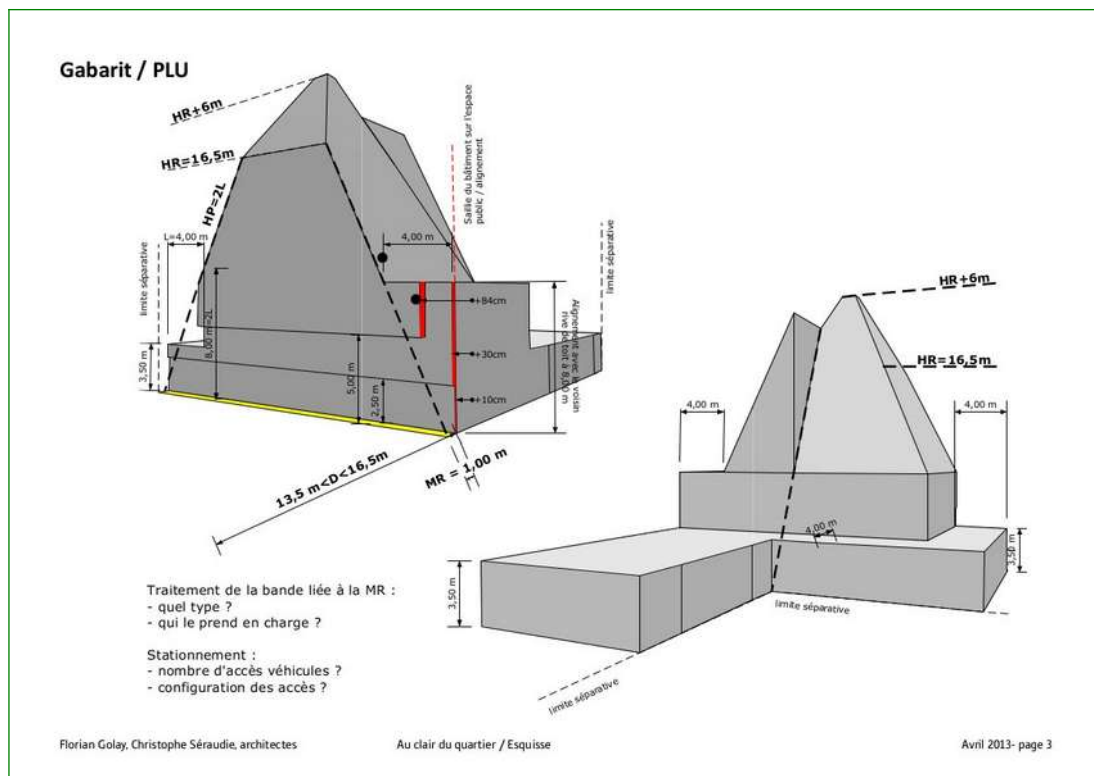 Gabarit / PLU
HR+6m
HR=16,5m
HP=2L
L=4,00 m
4,00 m
limite séparative
3,50 m
8,00 m=2L
5,00 m
2,50 m
+84cm
+30cm
+10cm
Saillie du bâtiment sur l'espace
public / alignement
Alignement avec le voisin
rive de toit à 8,00 m
limite séparative
MR = 1,00 m
13,5 m<D<16,5m
HR+6m
HR=16,5m
4,00 m
4,00 m
4,00 m
3,50 m
3,50 m
limite séparative
limite séparative
Traitement de la bande liée à la MR :
- quel type ?
- qui le prend en charge ?
Stationnement :
- nombre d'accès véhicules ?
- configuration des accès ?
Florian Golay, Christophe Séraudie, architectes
Au clair du quartier / Esquisse
Avril 2013- page 3